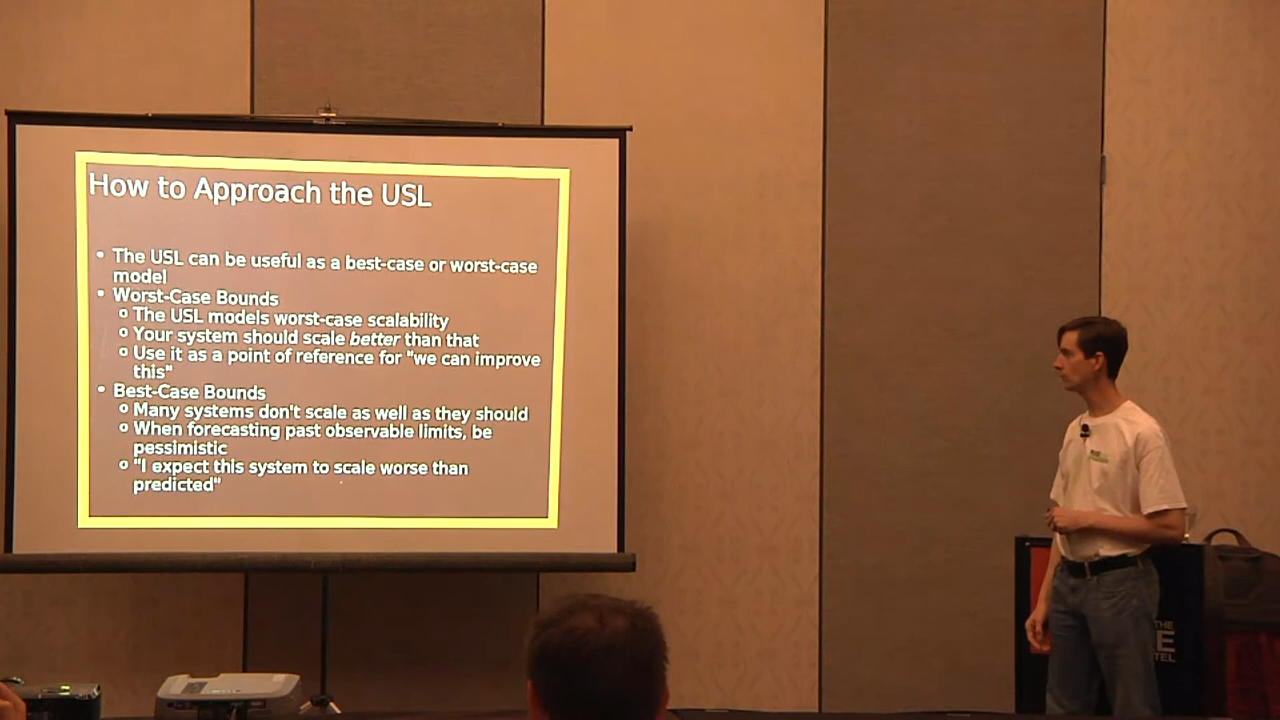 How to Approach the USL
• The USL can be useful as a best-case or worst-case
model
• Worst-Case Bounds
o The USL models worst-case scalability
o Your system should scale better than that
o Use it as a point of reference for "we can improve
this"
• Best-Case Bounds
o Many systems don't scale as well as they should
o When forecasting past observable limits, be
pessimistic
o "I expect this system to scale worse than
predicted"
THE
E
TEL